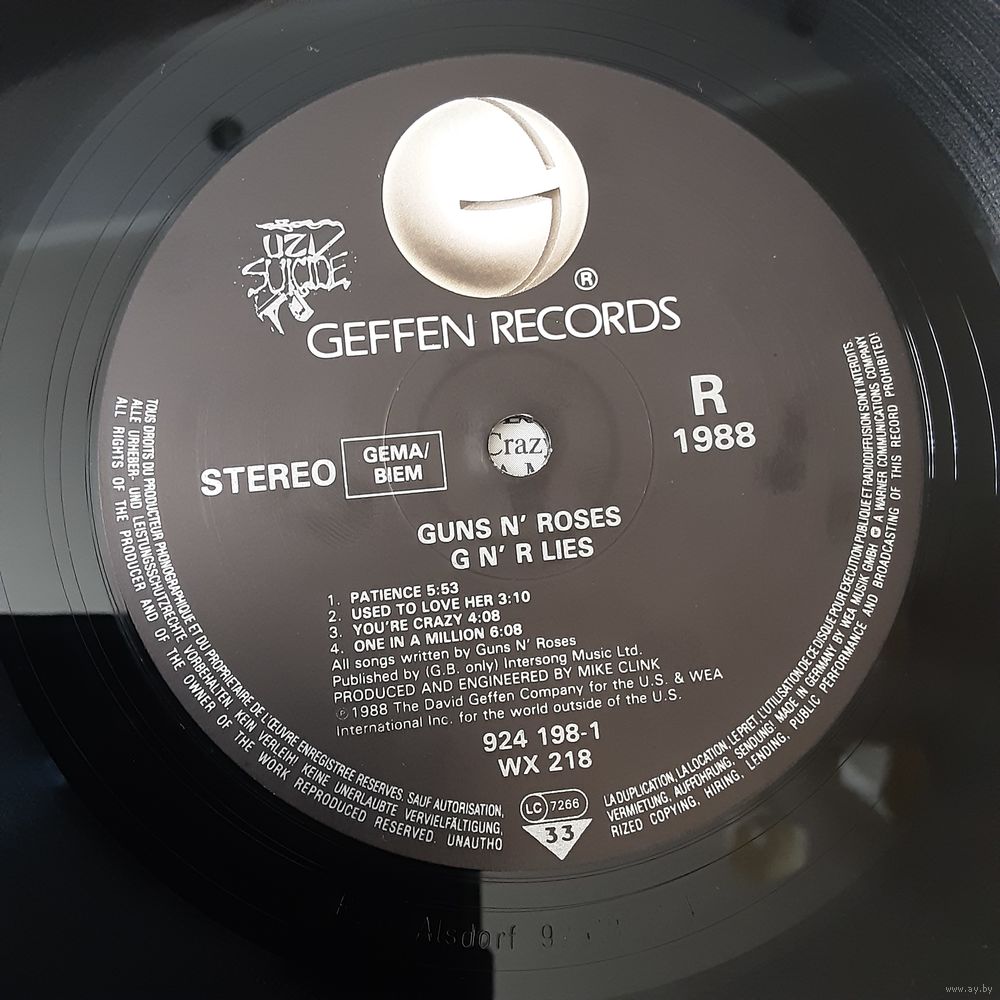 UZI
SUICIDE
®
GEFFEN RECORDS
R
1988
STEREO
GEMA/
BIEM
Crazy
GUNS N' ROSES
G N' R LIES
1. PATIENCE 5:53
2. USED TO LOVE HER 3:10
3. YOU'RE CRAZY 4:08
4. ONE IN A MILLION 6:08
All songs written by Guns N' Roses
Published by (G.B. only) Intersong Music Ltd.
PRODUCED AND ENGINEERED BY MIKE CLINK
℗ 1988 The David Geffen Company for the U.S. & WEA
International Inc. for the world outside of the U.S.
924 198-1
WX 218
LC 7266
33
TOUS DROITS DU PRODUCTEUR PHONOGRAPHIQUE ET DU PROPRIETAIRE DE L'ŒUVRE ENREGISTREE RESERVES. SAUF AUTORISATION,
LA DUPLICATION, LA LOCATION, LE PRET, L'UTILISATION DE CE DISQUE POUR EXECUTION PUBLIQUE ET RADIODIFFUSION SONT INTERDITS.
ALLE URHEBER- UND LEISTUNGSSCHUTZRECHTE VORBEHALTEN. KEIN VERLEIH! KEINE UNERLAUBTE VERVIELFÄLTIGUNG,
VERMIETUNG, AUFFÜHRUNG, SENDUNG! MADE IN GERMANY BY WEA MUSIK GMBH A WARNER COMMUNICATIONS COMPANY
ALL RIGHTS OF THE PRODUCER AND OF THE OWNER OF THE WORK REPRODUCED RESERVED. UNAUTHO
RIZED COPYING, HIRING, LENDING, PUBLIC PERFORMANCE AND BROADCASTING OF THIS RECORD PROHIBITED!
Alsdorf
www.ay.by